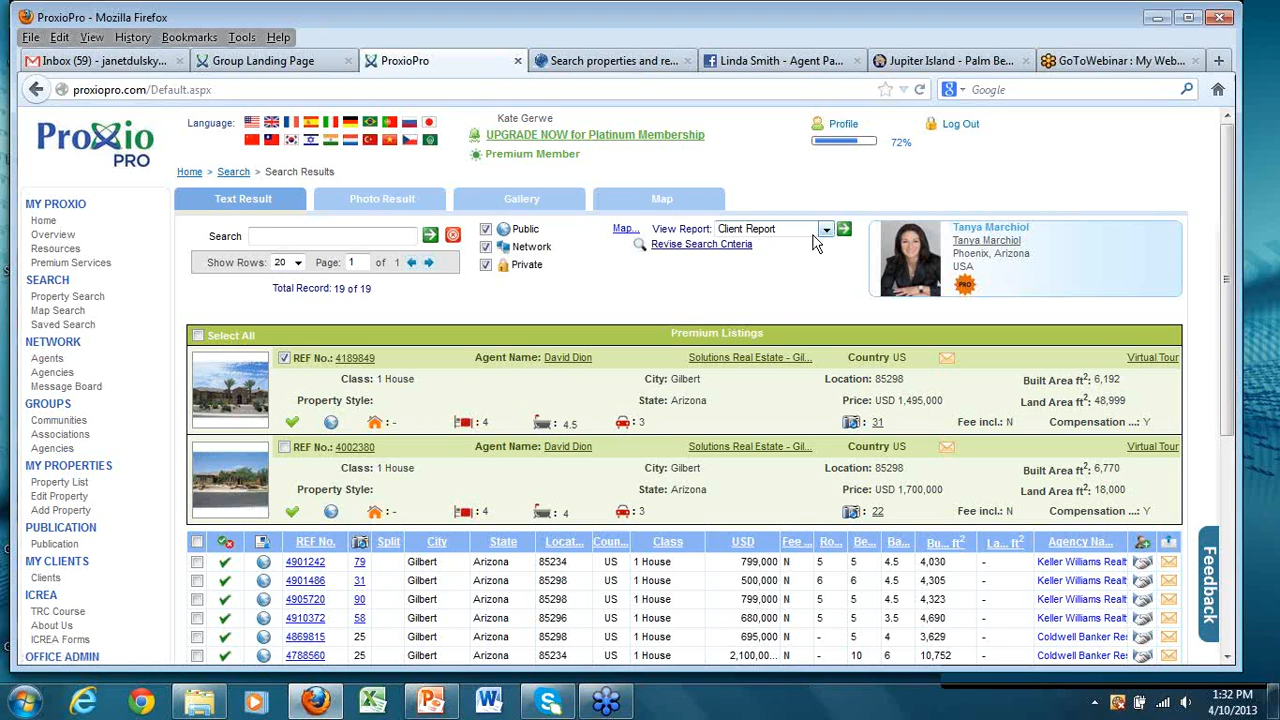 ProxioPro - Mozilla Firefox
File Edit View History Bookmarks Tools Help
Inbox (59) - janetdulsky... Group Landing Page ProxioPro Search properties and re... Linda Smith - Agent Pa... Jupiter Island - Palm Be... GoToWebinar : My Web...
proxiopro.com/Default.aspx Google
Proxio PRO
Language:
Kate Gerwe
UPGRADE NOW for Platinum Membership
Premium Member
Profile
72%
Log Out
Home > Search > Search Results
MY PROXIO
Home
Overview
Resources
Premium Services
SEARCH
Property Search
Map Search
Saved Search
NETWORK
Agents
Agencies
Message Board
GROUPS
Communities
Associations
Agencies
MY PROPERTIES
Property List
Edit Property
Add Property
PUBLICATION
Publication
MY CLIENTS
Clients
ICREA
TRC Course
About Us
ICREA Forms
OFFICE ADMIN
Text Result Photo Result Gallery Map
Search
Show Rows: 20 Page: 1 of 1
Total Record: 19 of 19
Public
Network
Private
Map... View Report: Client Report
Revise Search Criteria
Tanya Marchiol
Tanya Marchiol
Phoenix, Arizona
USA
PRO
Select All Premium Listings
REF No.: 4189849 Agent Name: David Dion Solutions Real Estate - Gil... Country US Virtual Tour
Class: 1 House City: Gilbert Location: 85298 Built Area ft2: 6,192
Property Style: State: Arizona Price: USD 1,495,000 Land Area ft2: 48,999
: - : 4 : 4.5 : 3 : 31 Fee incl.: N Compensation ...: Y
REF No.: 4002380 Agent Name: David Dion Solutions Real Estate - Gil... Country US Virtual Tour
Class: 1 House City: Gilbert Location: 85298 Built Area ft2: 6,770
Property Style: State: Arizona Price: USD 1,700,000 Land Area ft2: 18,000
: - : 4 : 4 : 3 : 22 Fee incl.: N Compensation ...: Y
REF No. Split City State Locat... Coun... Class USD Fee ... Ro... Be... Ba... Bu... ft2 La... ft2 Agency Na...
4901242 79 Gilbert Arizona 85234 US 1 House 799,000 N 5 5 4.5 4,030 - Keller Williams Realt
4901486 31 Gilbert Arizona 85298 US 1 House 500,000 N 6 6 4.5 4,305 - Keller Williams Realt
4905720 90 Gilbert Arizona 85298 US 1 House 799,000 N 5 5 4.5 4,323 - Keller Williams Realt
4910372 58 Gilbert Arizona 85296 US 1 House 680,000 N 5 5 3.5 4,690 - Keller Williams Realt
4869815 25 Gilbert Arizona 85298 US 1 House 695,000 N - 5 4 3,629 - Coldwell Banker Res
4788560 25 Gilbert Arizona 85234 US 1 House 2,100,00... N - 10 6 10,752 - Coldwell Banker Res
Feedback
1:32 PM
4/10/2013